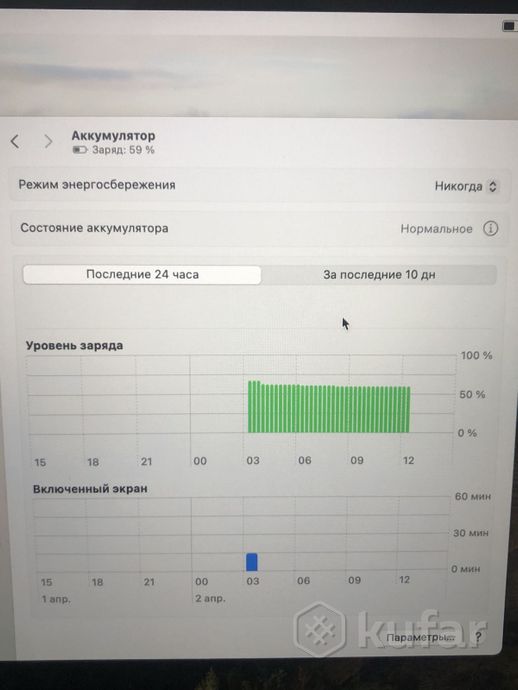 Аккумулятор
Заряд: 59 %
Режим энергосбережения Никогда
Состояние аккумулятора Нормальное
Последние 24 часа За последние 10 дн
Уровень заряда
100 %
50 %
0 %
15 18 21 00 03 06 09 12
Включенный экран
60 мин
30 мин
0 мин
15 18 21 00 03 06 09 12
1 апр. 2 апр.
kufar
Параметры... ?